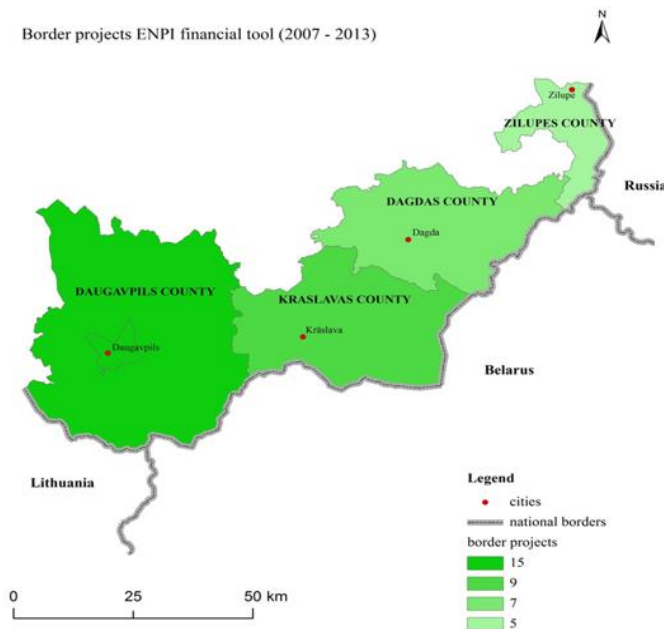 Border projects ENPI financial tool (2007 - 2013)
N
Zilupe
ZILUPES COUNTY
Russia
DAGDAS COUNTY
Dagda
DAUGAVPILS COUNTY
KRASLAVAS COUNTY
Krāslava
Daugavpils
Belarus
Lithuania
Legend
cities
national borders
border projects
15
9
7
5
0 25 50 km